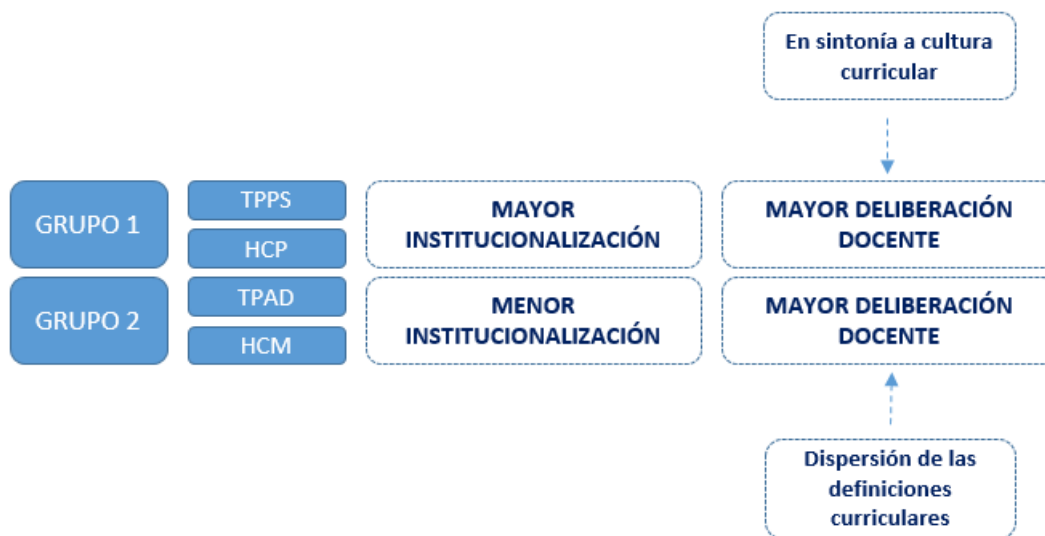 En sintonía a cultura
curricular
GRUPO 1
TPPS
HCP
MAYOR
INSTITUCIONALIZACIÓN
MAYOR DELIBERACIÓN
DOCENTE
GRUPO 2
TPAD
HCM
MENOR
INSTITUCIONALIZACIÓN
MAYOR DELIBERACIÓN
DOCENTE
Dispersión de las
definiciones
curriculares